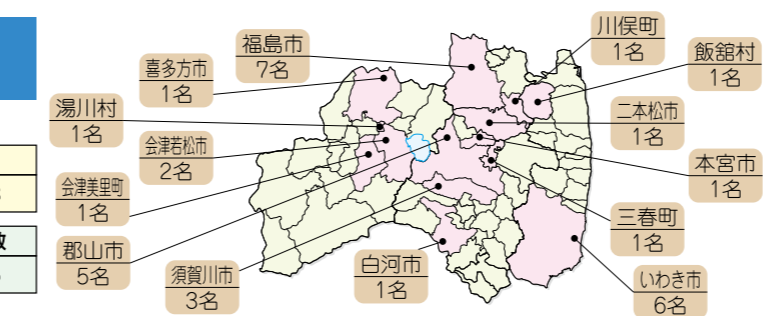 福島市
7名
川俣町
1名
飯舘村
1名
喜多方市
1名
湯川村
1名
二本松市
1名
会津若松市
2名
本宮市
1名
会津美里町
1名
三春町
1名
郡山市
5名
須賀川市
3名
白河市
1名
いわき市
6名